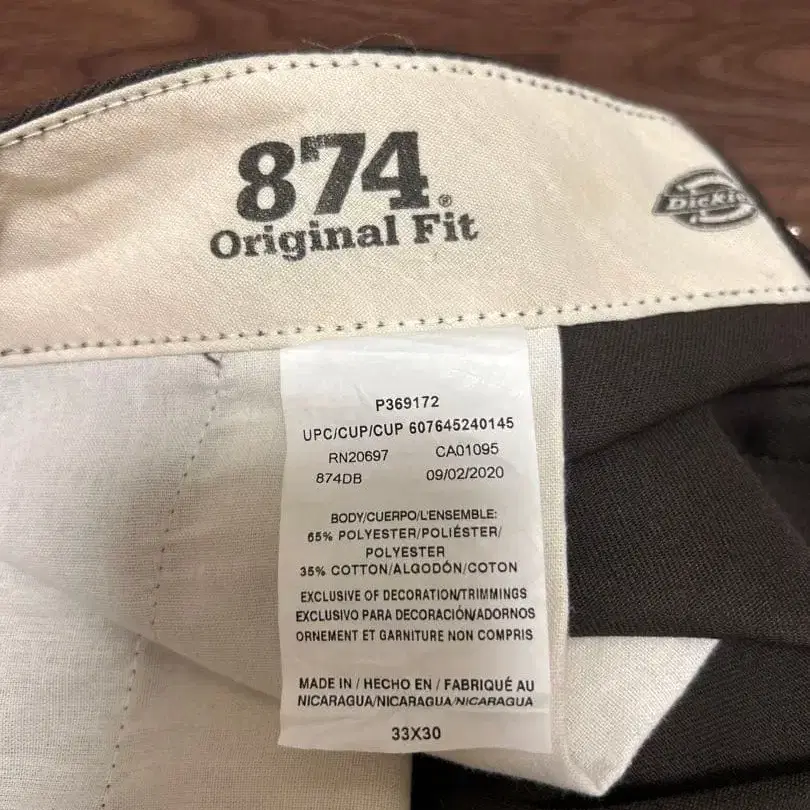 874®
Original Fit
P369172
UPC/CUP/CUP 607645240145
RN20697 CA01095
874DB 09/02/2020
BODY/CUERPO/L'ENSEMBLE:
65% POLYESTER/POLIÉSTER/
POLYESTER
35% COTTON/ALGODÓN/COTON
EXCLUSIVE OF DECORATION/TRIMMINGS
EXCLUSIVO PARA DECORACIÓN/ADORNOS
ORNEMENT ET GARNITURE NON COMPRIS
MADE IN / HECHO EN / FABRIQUÉ AU
NICARAGUA/NICARAGUA/NICARAGUA
33X30